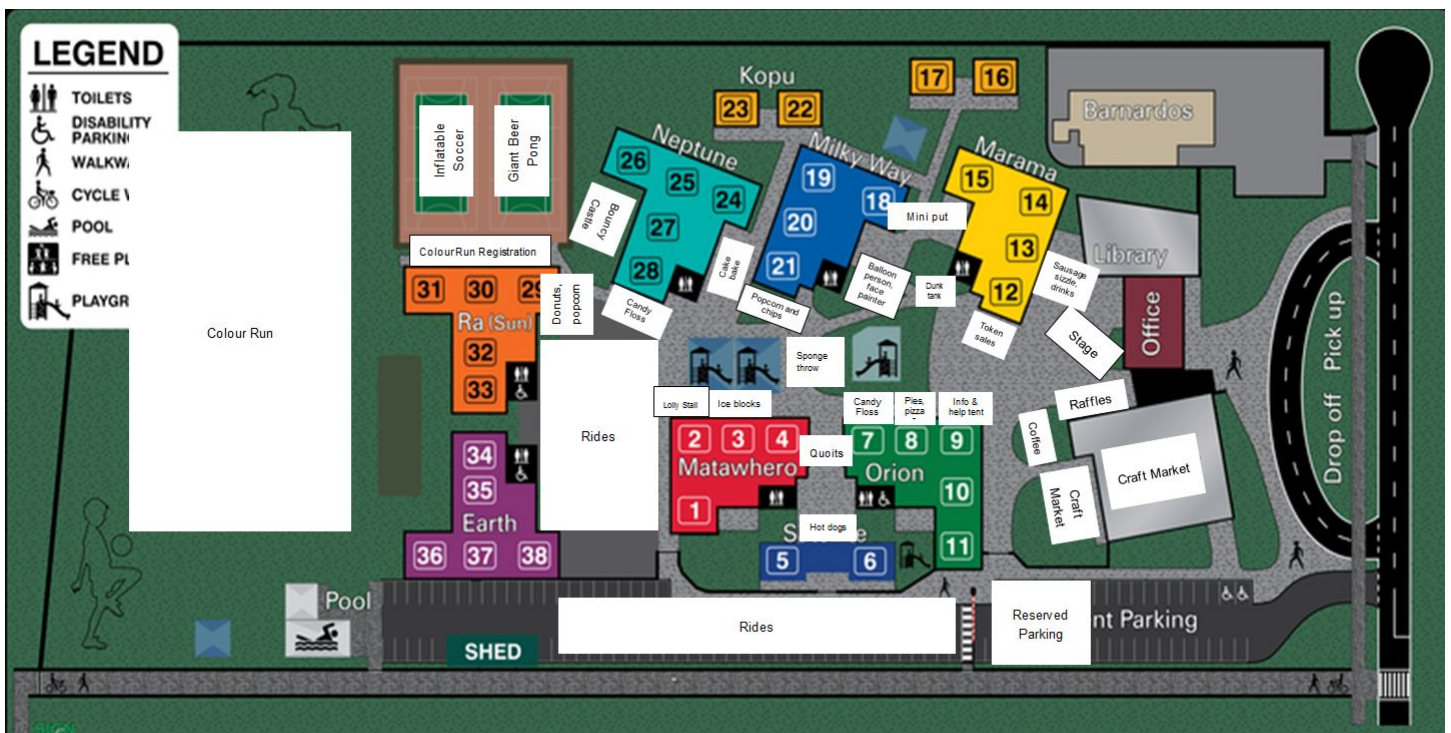 LEGEND
TOILETS
DISABILITY
PARKIN
WALKW
CYCLE
POOL
FREE PL
PLAYGR
Colour Run
Inflatable
Soccer
Giant Beer
Pong
ColourRun Registration
Kopu
23
22
17
16
Barnardos
Neptune
26
25
24
27
28
Bouncy
Castle
Milky Way
19
18
20
21
Mini put
Marama
15
14
13
12
Library
Cake
bake
Candy
Floss
Popcorn and
chips
Balloon
person,
face
painter
Dunk
tank
Token
sales
Sausage
sizzle,
drinks
Stage
Office
Drop off Pick up
31
30
29
Ra (Sun)
32
33
Donuts,
popcorn
Rides
Sponge
throw
Lolly Stall
Ice blocks
Candy
Floss
Pies,
pizza
Info &
help tent
Raffles
Coffee
Craft Market
Craft
Market
2
3
4
Matawhero
1
Quoits
7
8
9
Orion
10
11
Hot dogs
5
6
34
35
Earth
36
37
38
Pool
SHED
Rides
Reserved
Parking
nt Parking